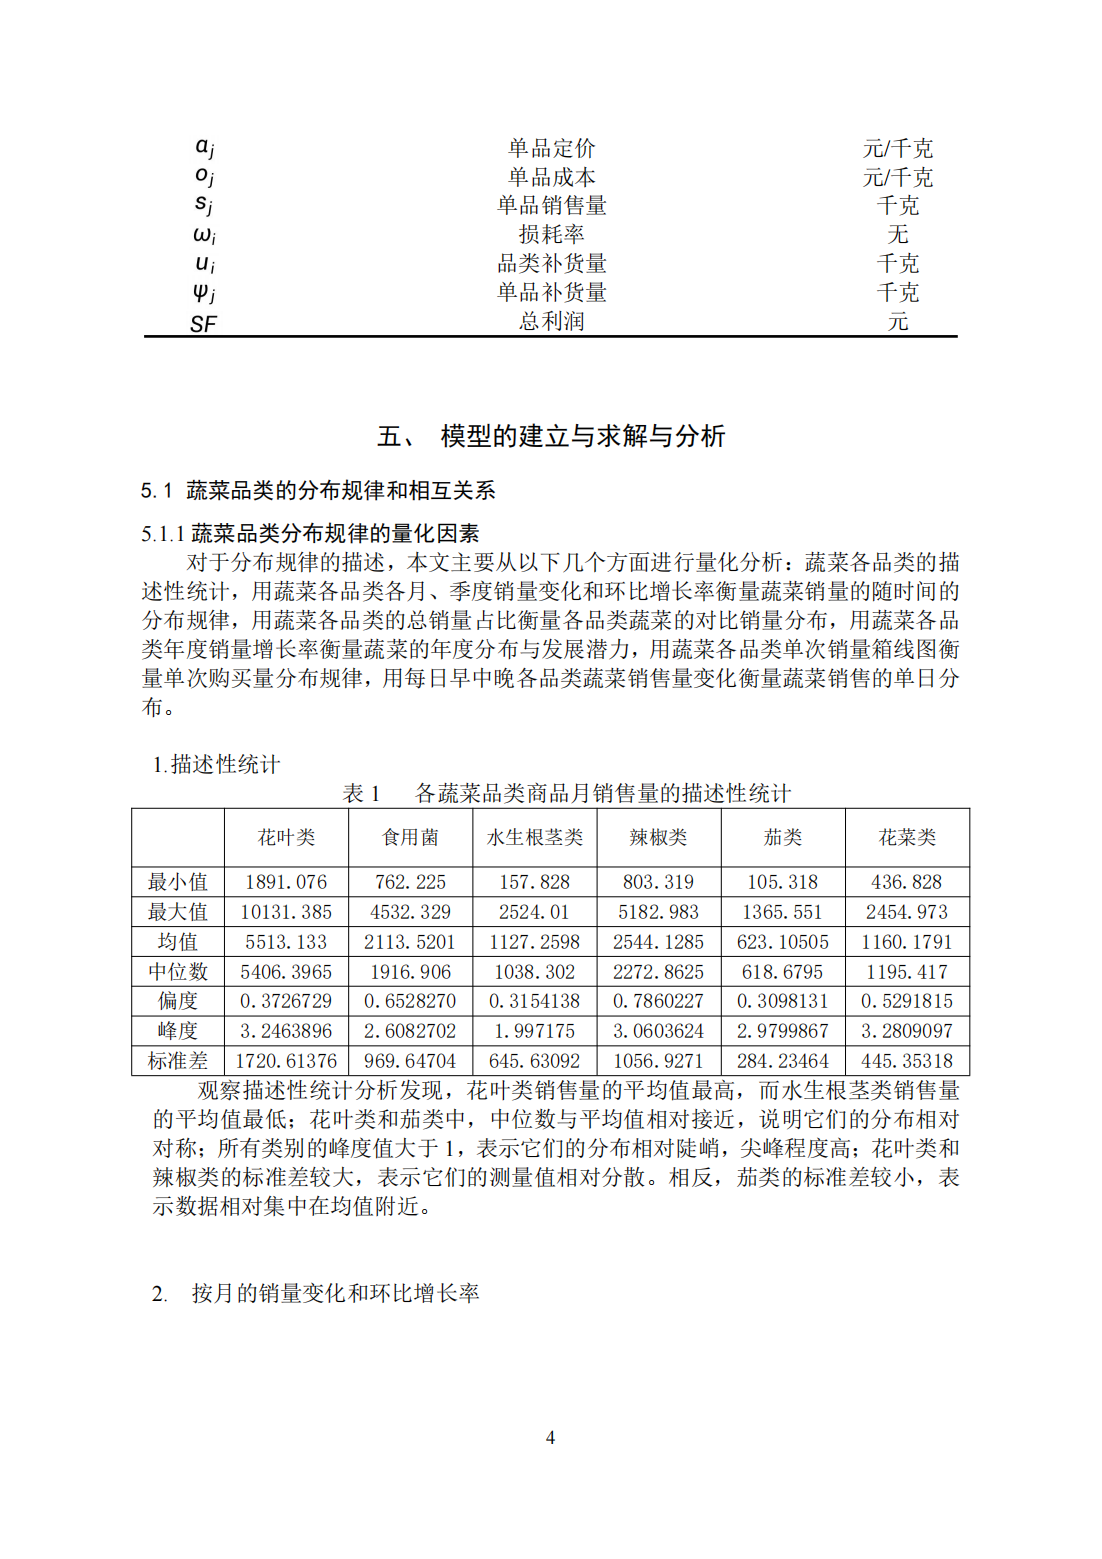 αj 单品定价 元/千克
oj 单品成本 元/千克
sj 单品销售量 千克
ωi 损耗率 无
ui 品类补货量 千克
ψj 单品补货量 千克
SF 总利润 元
五、 模型的建立与求解与分析
5.1 蔬菜品类的分布规律和相互关系
5.1.1 蔬菜品类分布规律的量化因素
对于分布规律的描述，本文主要从以下几个方面进行量化分析：蔬菜各品类的描
述性统计，用蔬菜各品类各月、季度销量变化和环比增长率衡量蔬菜销量的随时间的
分布规律，用蔬菜各品类的总销量占比衡量各品类蔬菜的对比销量分布，用蔬菜各品
类年度销量增长率衡量蔬菜的年度分布与发展潜力，用蔬菜各品类单次销量箱线图衡
量单次购买量分布规律，用每日早中晚各品类蔬菜销售量变化衡量蔬菜销售的单日分
布。
1.描述性统计
表 1 各蔬菜品类商品月销售量的描述性统计
花叶类 食用菌 水生根茎类 辣椒类 茄类 花菜类
最小值 1891.076 762.225 157.828 803.319 105.318 436.828
最大值 10131.385 4532.329 2524.01 5182.983 1365.551 2454.973
均值 5513.133 2113.5201 1127.2598 2544.1285 623.10505 1160.1791
中位数 5406.3965 1916.906 1038.302 2272.8625 618.6795 1195.417
偏度 0.3726729 0.6528270 0.3154138 0.7860227 0.3098131 0.5291815
峰度 3.2463896 2.6082702 1.997175 3.0603624 2.9799867 3.2809097
标准差 1720.61376 969.64704 645.63092 1056.9271 284.23464 445.35318
观察描述性统计分析发现，花叶类销售量的平均值最高，而水生根茎类销售量
的平均值最低；花叶类和茄类中，中位数与平均值相对接近，说明它们的分布相对
对称；所有类别的峰度值大于 1，表示它们的分布相对陡峭，尖峰程度高；花叶类和
辣椒类的标准差较大，表示它们的测量值相对分散。相反，茄类的标准差较小，表
示数据相对集中在均值附近。
2. 按月的销量变化和环比增长率
4